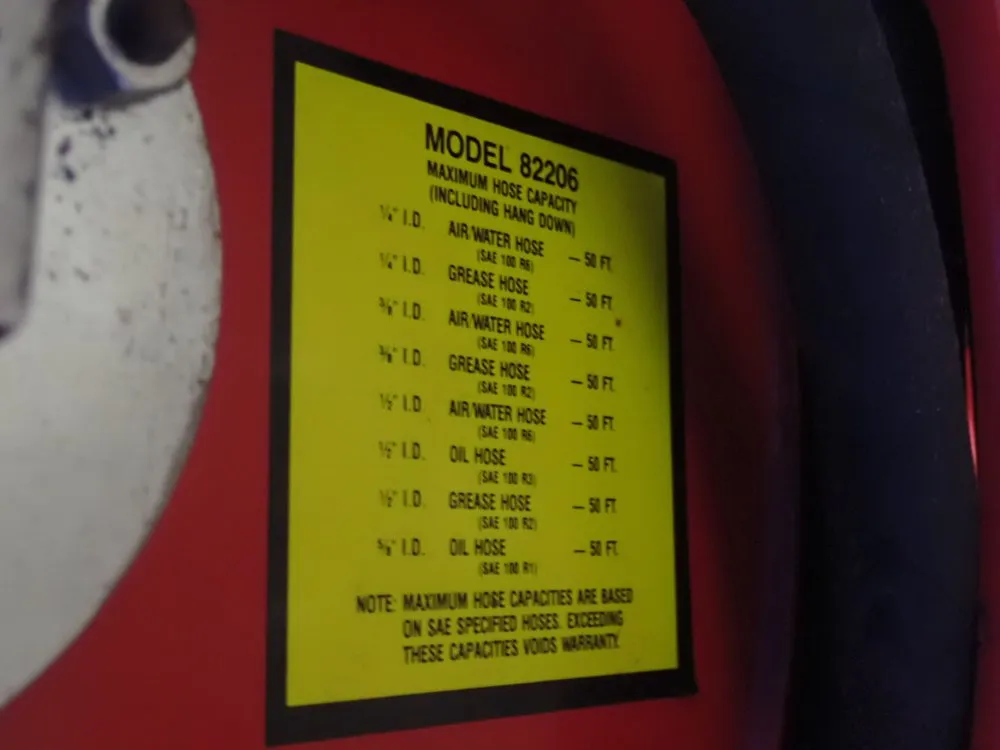 MODEL 82206
MAXIMUM HOSE CAPACITY
(INCLUDING HANG DOWN)
¼" I.D. AIR/WATER HOSE — 50 FT.
(SAE 100 R6)
¼" I.D. GREASE HOSE — 50 FT.
(SAE 100 R2)
⅜" I.D. AIR/WATER HOSE — 50 FT.
(SAE 100 R6)
⅜" I.D. GREASE HOSE — 50 FT.
(SAE 100 R2)
½" I.D. AIR/WATER HOSE — 50 FT.
(SAE 100 R6)
½" I.D. OIL HOSE — 50 FT.
(SAE 100 R3)
½" I.D. GREASE HOSE — 50 FT.
(SAE 100 R2)
⅝" I.D. OIL HOSE — 50 FT.
(SAE 100 R1)
NOTE: MAXIMUM HOSE CAPACITIES ARE BASED
ON SAE SPECIFIED HOSES. EXCEEDING
THESE CAPACITIES VOIDS WARRANTY.